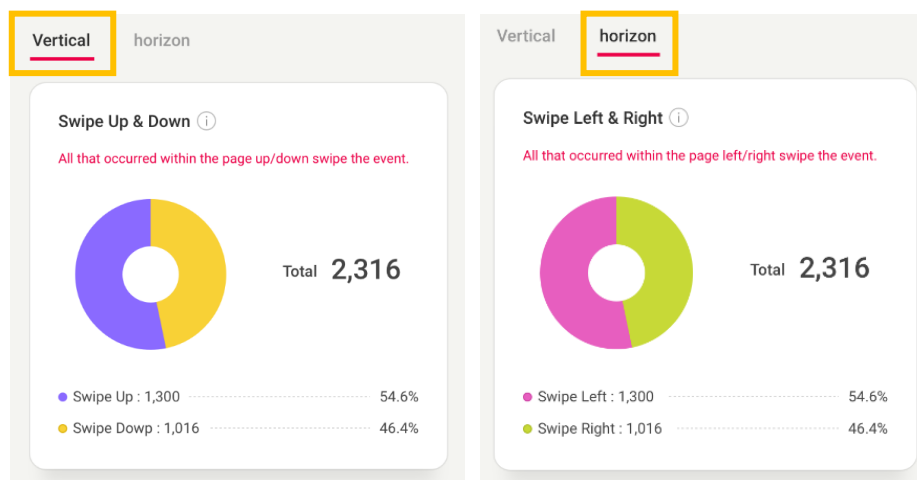 Vertical horizon
Swipe Up & Down
All that occurred within the page up/down swipe the event.
Total 2,316
Swipe Up : 1,300 54.6%
Swipe Dowp : 1,016 46.4%
Vertical horizon
Swipe Left & Right
All that occurred within the page left/right swipe the event.
Total 2,316
Swipe Left : 1,300 54.6%
Swipe Right : 1,016 46.4%